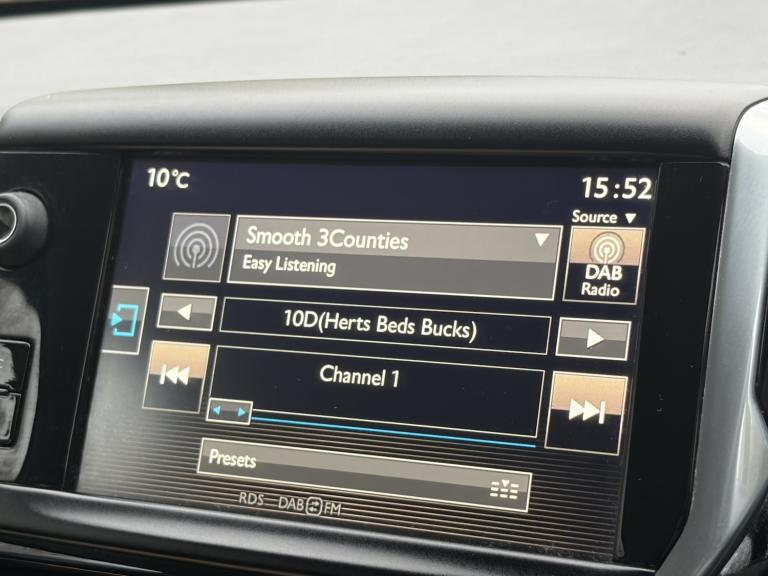 10°C
15:52
Source
Smooth 3Counties
Easy Listening
DAB
Radio
10D(Herts Beds Bucks)
Channel 1
Presets
RDS DAB FM